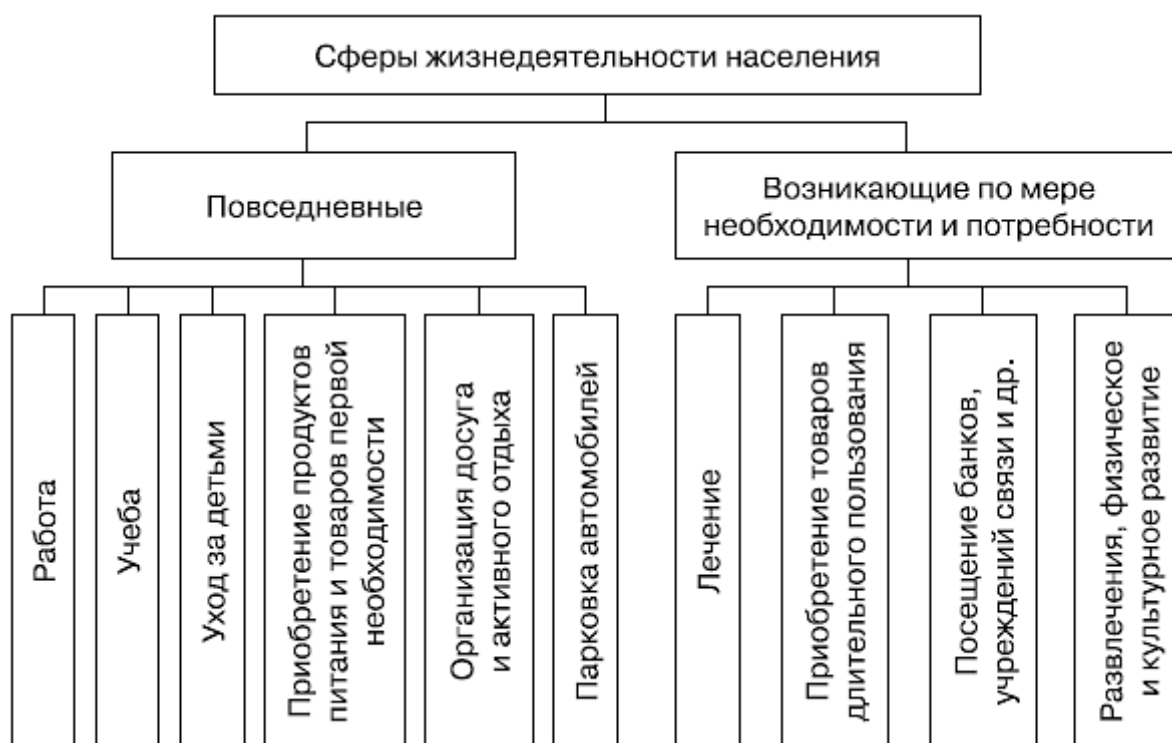 Сферы жизнедеятельности населения
Повседневные
Возникающие по мере
необходимости и потребности
Работа
Учеба
Уход за детьми
Приобретение продуктов
питания и товаров первой
необходимости
Организация досуга
и активного отдыха
Парковка автомобилей
Лечение
Приобретение товаров
длительного пользования
Посещение банков,
учреждений связи и др.
Развлечения, физическое
и культурное развитие